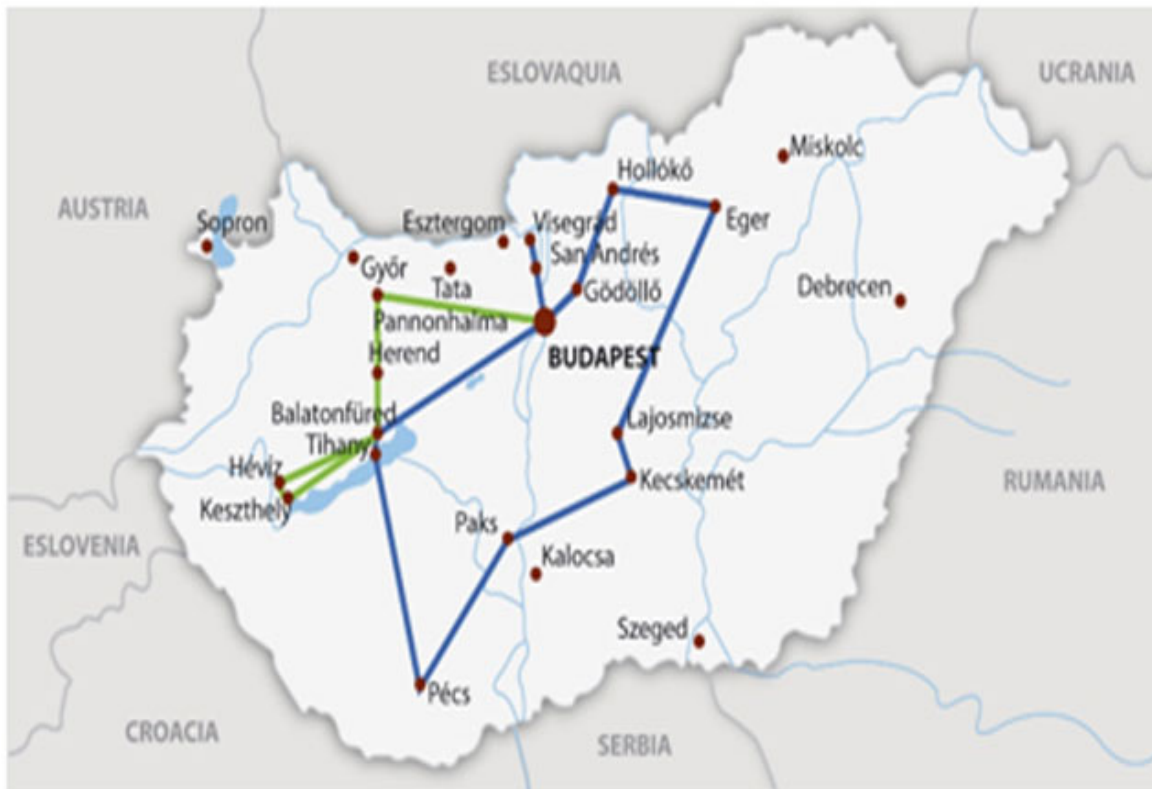 ESLOVAQUIA
UCRANIA
Miskolc
Hollókő
AUSTRIA
Sopron
Esztergom
Visegrád
Eger
San Andrés
Győr
Tata
Gödöllő
Debrecen
Pannonhalma
Herend
BUDAPEST
Balatonfüred
Lajosmizse
Tihany
Hévíz
Kecskemét
RUMANIA
Keszthely
Paks
ESLOVENIA
Kalocsa
Szeged
Pécs
CROACIA
SERBIA